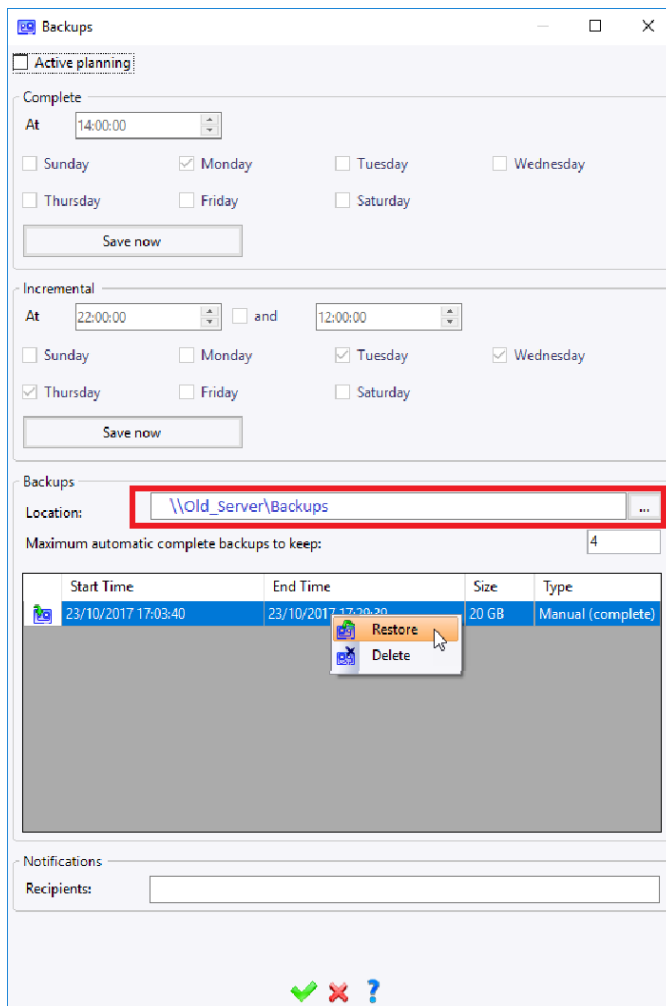 Backups
Active planning
Complete
At 14:00:00
Sunday Monday Tuesday Wednesday
Thursday Friday Saturday
Save now
Incremental
At 22:00:00 and 12:00:00
Sunday Monday Tuesday Wednesday
Thursday Friday Saturday
Save now
Backups
Location: \\Old_Server\Backups ...
Maximum automatic complete backups to keep: 4
Start Time End Time Size Type
23/10/2017 17:03:40 23/10/2017 20 GB Manual (complete)
Restore
Delete
Notifications
Recipients: